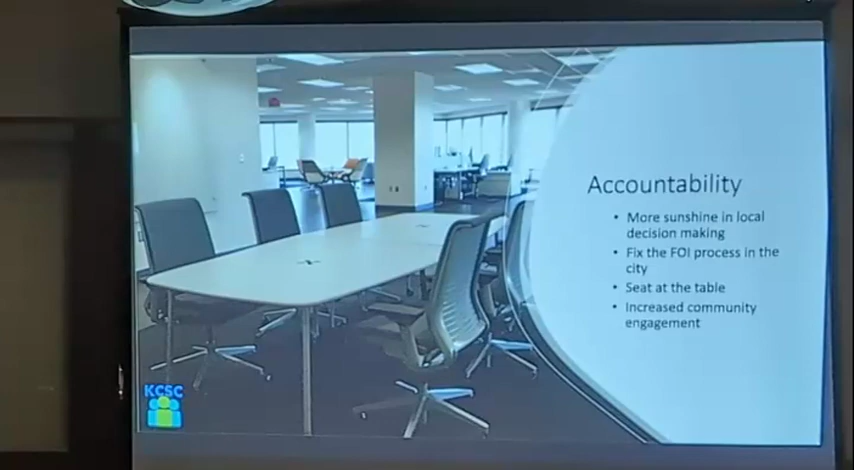 Accountability
• More sunshine in local
decision making
• Fix the FOI process in the
city
• Seat at the table
• Increased community
engagement
KCSC